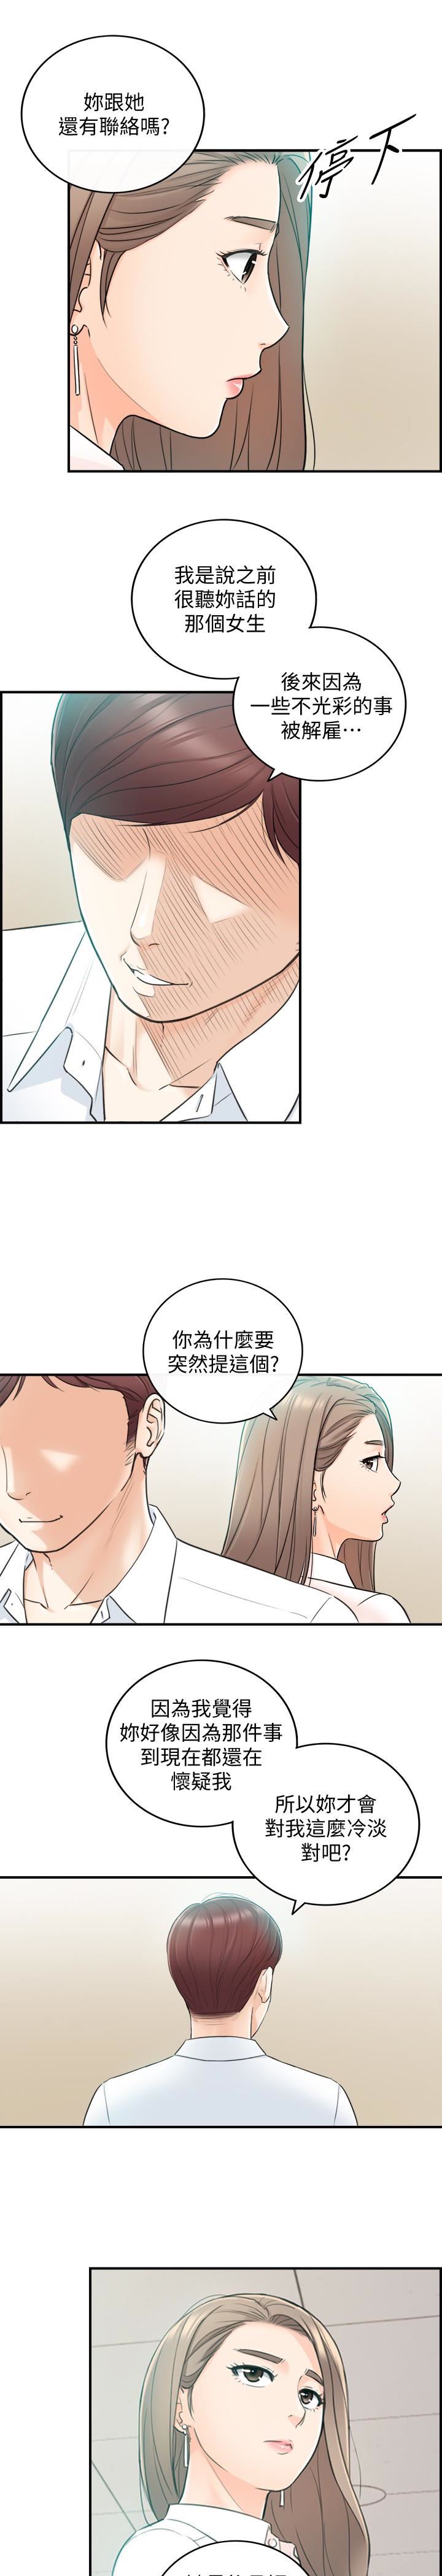 妳跟她
還有聯絡嗎?
停下
我是說之前
很聽妳話的
那個女生
後來因為
一些不光彩的事
被解雇…
你為什麼要
突然提這個?
因為我覺得
妳好像因為那件事
到現在都還在
懷疑我
所以妳才會
對我這麼冷淡
對吧?